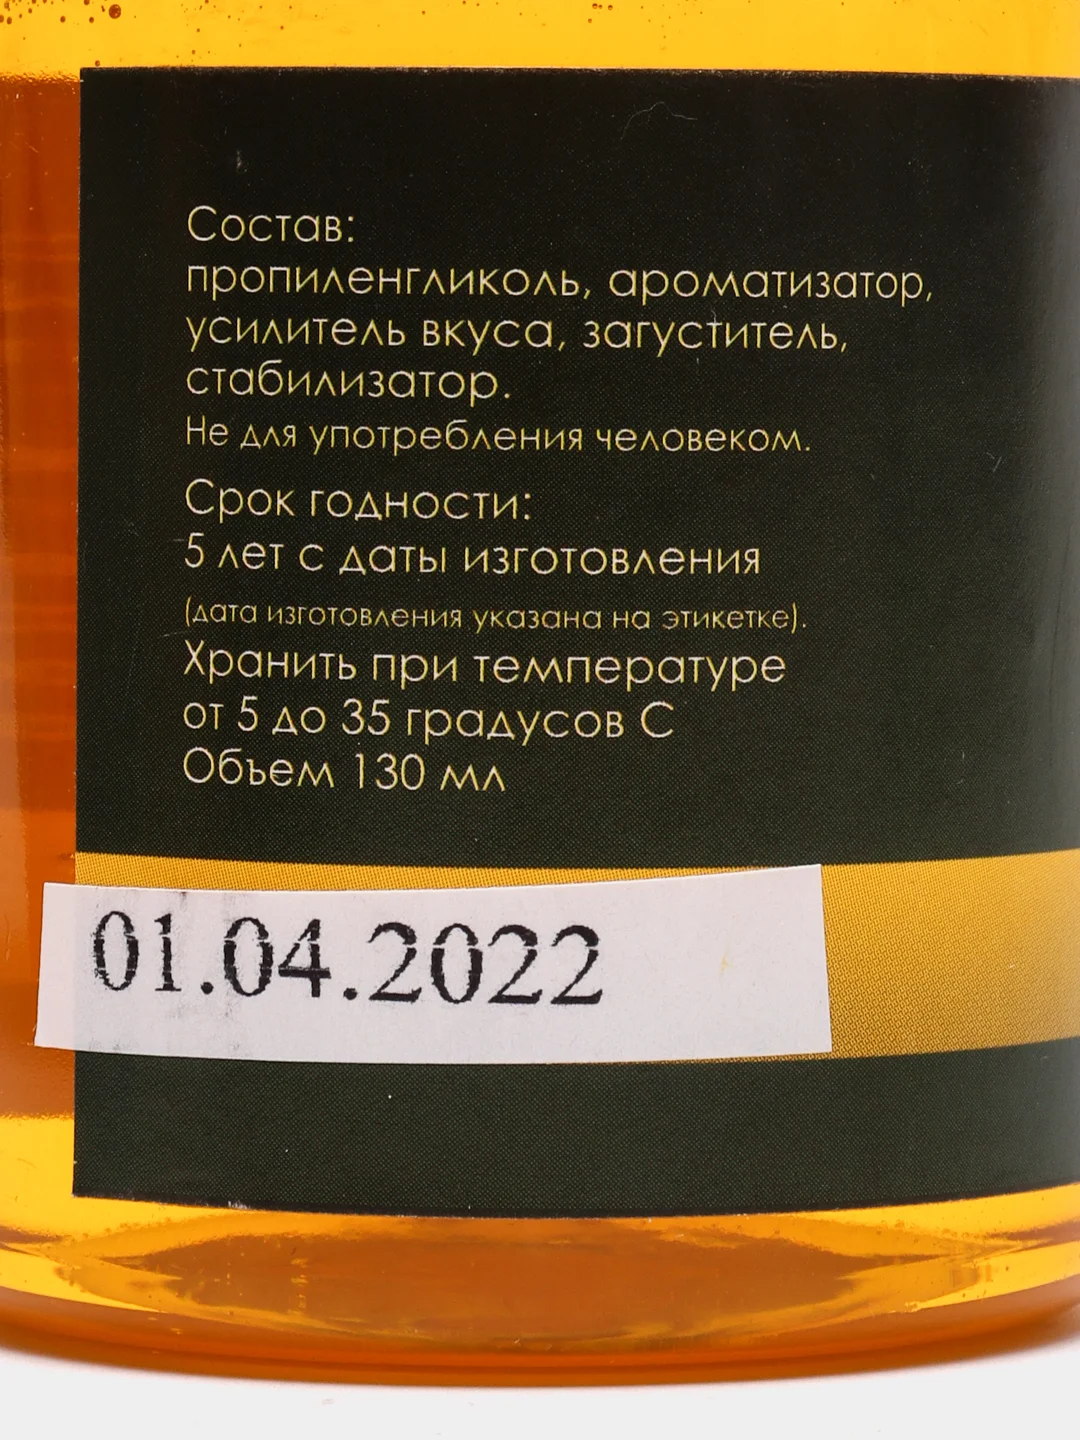 Состав:
пропиленгликоль, ароматизатор,
усилитель вкуса, загуститель,
стабилизатор.
Не для употребления человеком.
Срок годности:
5 лет с даты изготовления
(дата изготовления указана на этикетке).
Хранить при температуре
от 5 до 35 градусов С
Объем 130 мл
01.04.2022